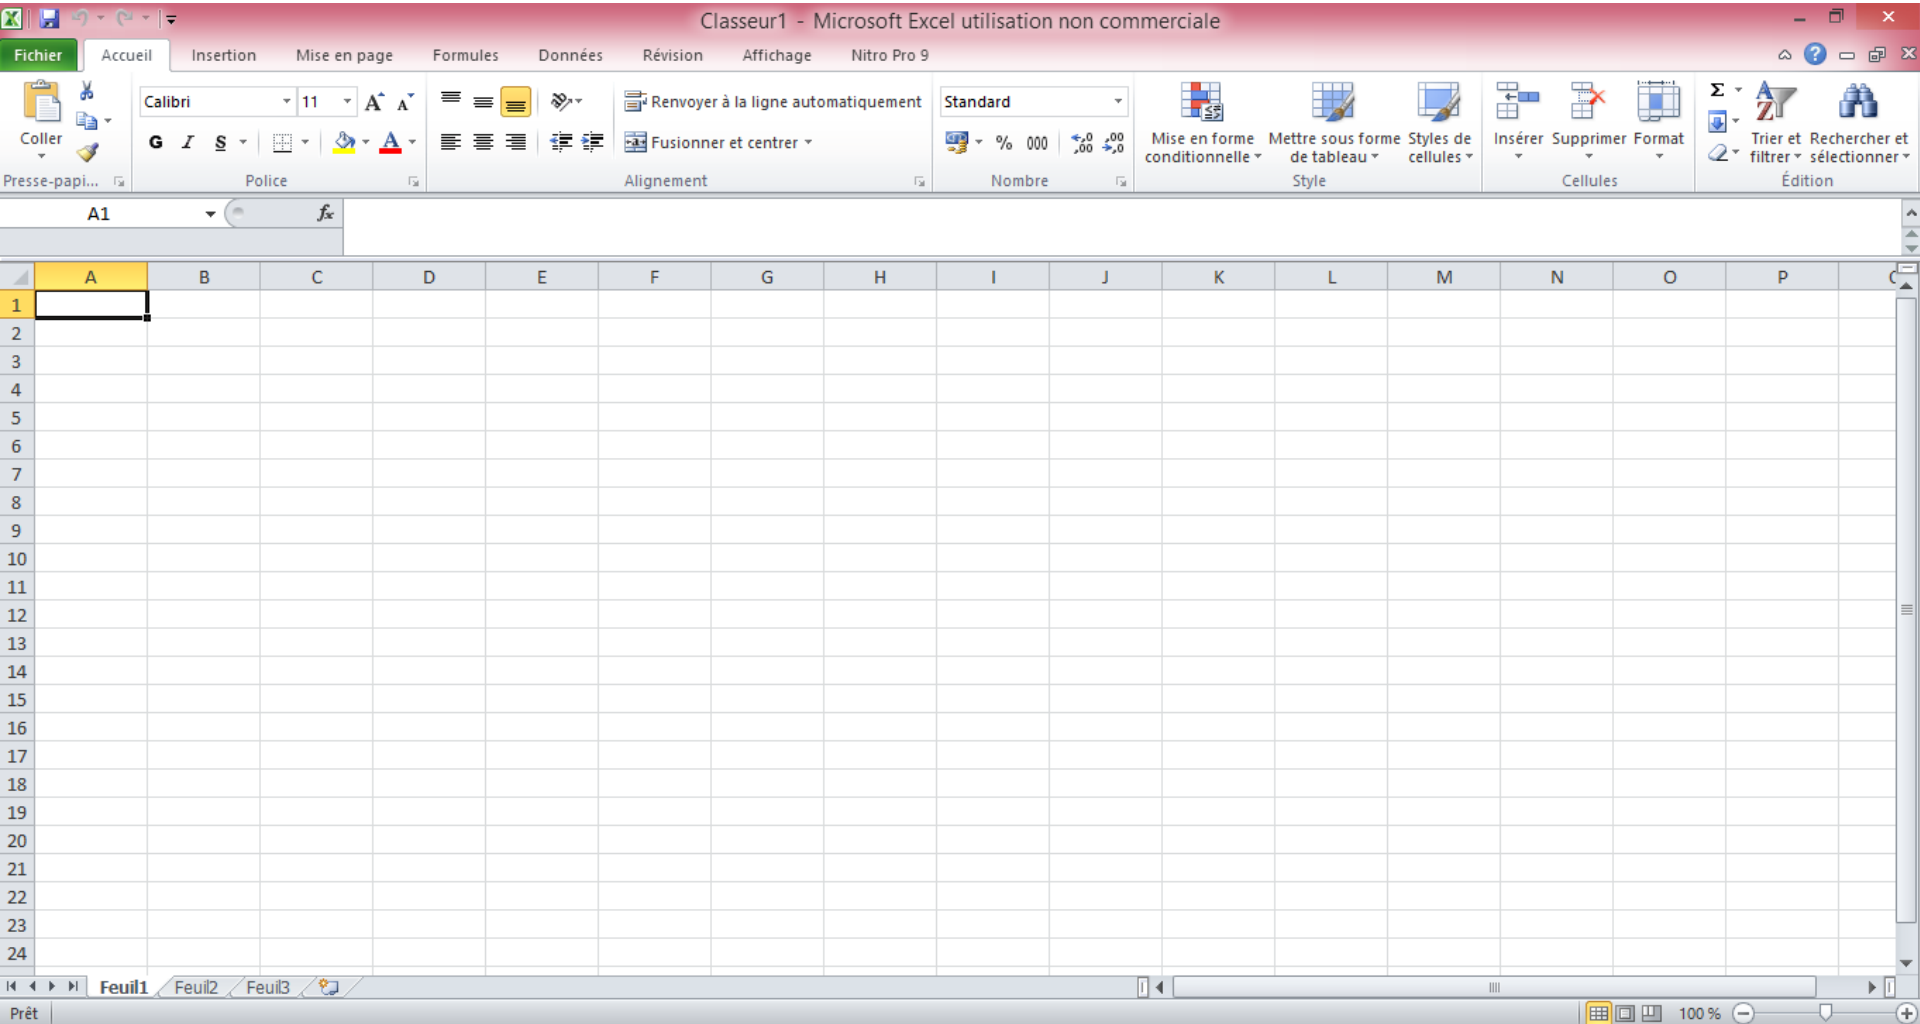 Classeur1 - Microsoft Excel utilisation non commerciale
Fichier Accueil Insertion Mise en page Formules Données Révision Affichage Nitro Pro 9
Calibri 11 Renvoyer à la ligne automatiquement Standard Σ
Coller G I S A Fusionner et centrer % 000 Mise en forme Mettre sous forme Styles de Insérer Supprimer Format Trier et Rechercher et
conditionnelle de tableau cellules filtrer sélectionner
Presse-papi... Police Alignement Nombre Style Cellules Édition
A1 fx
A B C D E F G H I J K L M N O P
1
2
3
4
5
6
7
8
9
10
11
12
13
14
15
16
17
18
19
20
21
22
23
24
Feuil1 Feuil2 Feuil3
Prêt 100 %